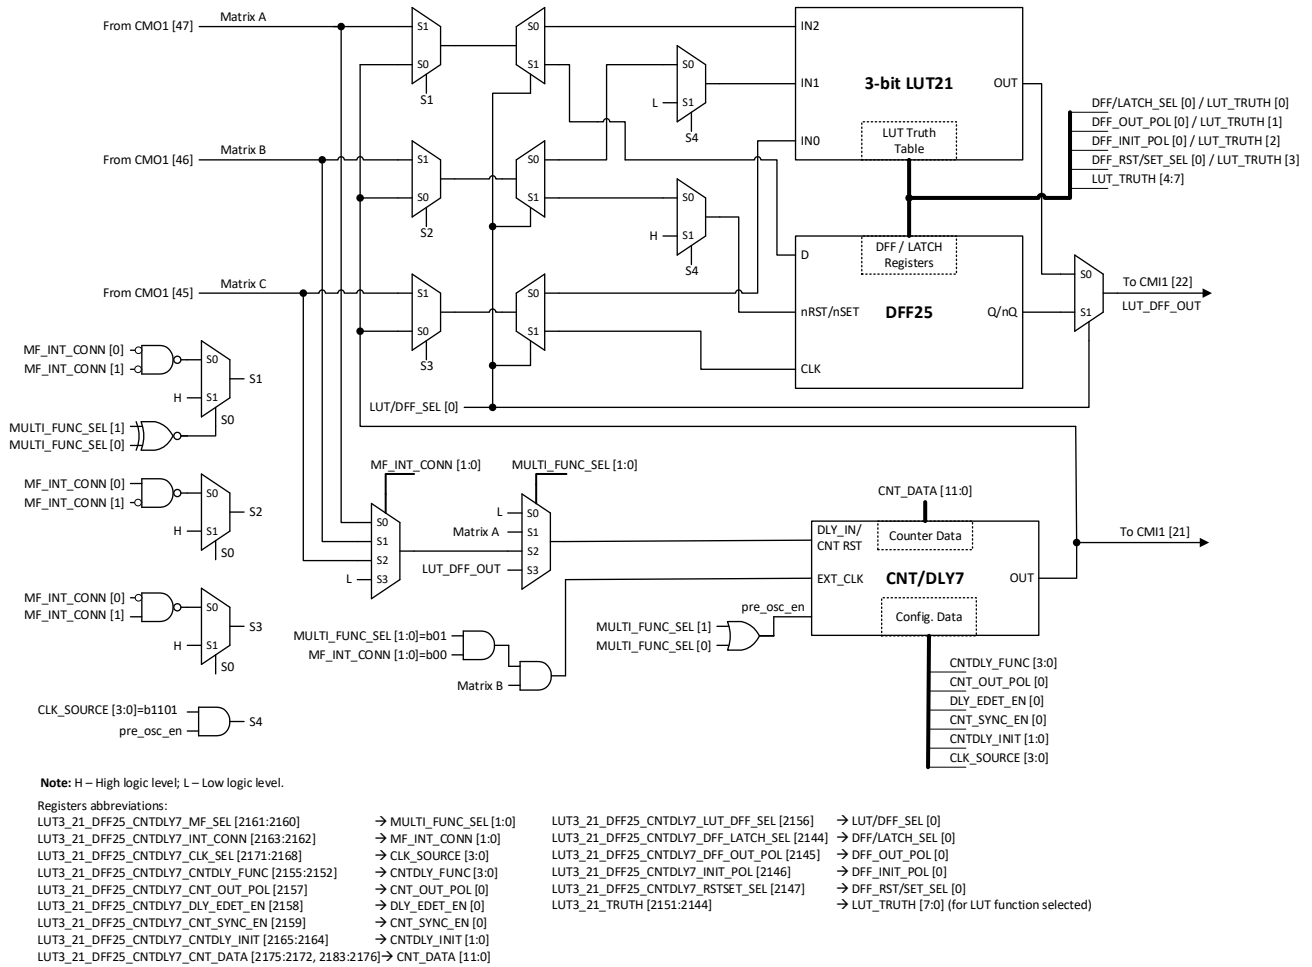 From CMO1 [47]
Matrix A
S1
S0
S1
S0
S1
S0
L
S1
S4
IN2
IN1
IN0
3-bit LUT21
OUT
LUT Truth
Table
DFF/LATCH_SEL [0] / LUT_TRUTH [0]
DFF_OUT_POL [0] / LUT_TRUTH [1]
DFF_INIT_POL [0] / LUT_TRUTH [2]
DFF_RST/SET_SEL [0] / LUT_TRUTH [3]
LUT_TRUTH [4:7]
From CMO1 [46]
Matrix B
S1
S0
S2
S0
S1
S0
H
S1
S4
DFF / LATCH
Registers
D
nRST/nSET
CLK
DFF25
Q/nQ
S0
S1
To CMI1 [22]
LUT_DFF_OUT
From CMO1 [45]
Matrix C
S1
S0
S3
S0
S1
LUT/DFF_SEL [0]
MF_INT_CONN [0]
MF_INT_CONN [1]
S0
H
S1
S1
S0
MULTI_FUNC_SEL [1]
MULTI_FUNC_SEL [0]
MF_INT_CONN [0]
MF_INT_CONN [1]
S0
H
S1
S2
S0
MF_INT_CONN [0]
MF_INT_CONN [1]
S0
H
S1
S3
S0
CLK_SOURCE [3:0]=b1101
pre_osc_en
S4
MF_INT_CONN [1:0]
S0
S1
S2
L
S3
MULTI_FUNC_SEL [1:0]
L
S0
Matrix A
S1
S2
LUT_DFF_OUT
S3
MULTI_FUNC_SEL [1:0]=b01
MF_INT_CONN [1:0]=b00
Matrix B
MULTI_FUNC_SEL [1]
MULTI_FUNC_SEL [0]
pre_osc_en
CNT_DATA [11:0]
DLY_IN/
CNT RST
Counter Data
EXT_CLK
CNT/DLY7
OUT
Config. Data
To CMI1 [21]
CNTDLY_FUNC [3:0]
CNT_OUT_POL [0]
DLY_EDET_EN [0]
CNT_SYNC_EN [0]
CNTDLY_INIT [1:0]
CLK_SOURCE [3:0]
Note: H – High logic level; L – Low logic level.
Registers abbreviations:
LUT3_21_DFF25_CNTDLY7_MF_SEL [2161:2160] → MULTI_FUNC_SEL [1:0]
LUT3_21_DFF25_CNTDLY7_INT_CONN [2163:2162] → MF_INT_CONN [1:0]
LUT3_21_DFF25_CNTDLY7_CLK_SEL [2171:2168] → CLK_SOURCE [3:0]
LUT3_21_DFF25_CNTDLY7_CNTDLY_FUNC [2155:2152] → CNTDLY_FUNC [3:0]
LUT3_21_DFF25_CNTDLY7_CNT_OUT_POL [2157] → CNT_OUT_POL [0]
LUT3_21_DFF25_CNTDLY7_DLY_EDET_EN [2158] → DLY_EDET_EN [0]
LUT3_21_DFF25_CNTDLY7_CNT_SYNC_EN [2159] → CNT_SYNC_EN [0]
LUT3_21_DFF25_CNTDLY7_CNTDLY_INIT [2165:2164] → CNTDLY_INIT [1:0]
LUT3_21_DFF25_CNTDLY7_CNT_DATA [2175:2172, 2183:2176] → CNT_DATA [11:0]
LUT3_21_DFF25_CNTDLY7_LUT_DFF_SEL [2156] → LUT/DFF_SEL [0]
LUT3_21_DFF25_CNTDLY7_DFF_LATCH_SEL [2144] → DFF/LATCH_SEL [0]
LUT3_21_DFF25_CNTDLY7_DFF_OUT_POL [2145] → DFF_OUT_POL [0]
LUT3_21_DFF25_CNTDLY7_INIT_POL [2146] → DFF_INIT_POL [0]
LUT3_21_DFF25_CNTDLY7_RSTSET_SEL [2147] → DFF_RST/SET_SEL [0]
LUT3_21_TRUTH [2151:2144] → LUT_TRUTH [7:0] (for LUT function selected)